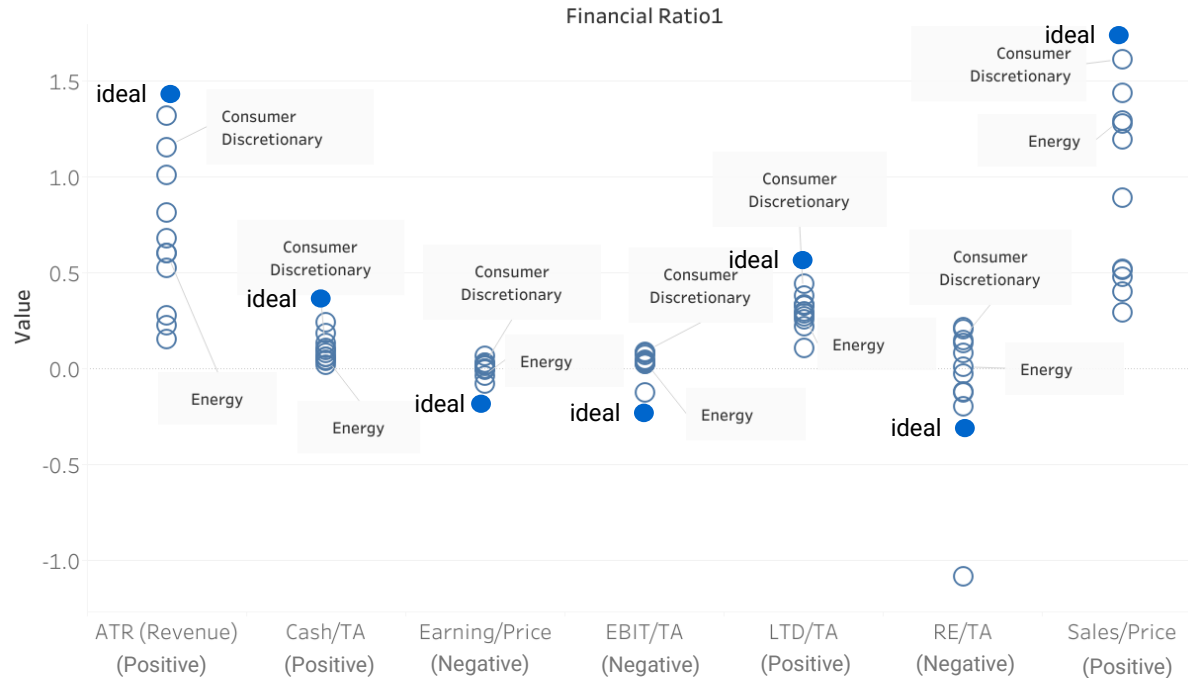 Financial Ratio1
ideal
Consumer
Discretionary
1.5
ideal
Consumer
Discretionary
Energy
1.0
Consumer
Discretionary
Consumer
Discretionary
ideal
Consumer
Discretionary
0.5
Consumer
Discretionary
Consumer
Discretionary
ideal
Value
Energy
Energy
0.0
Energy
Energy
ideal
ideal
Energy
Energy
ideal
-0.5
-1.0
ATR (Revenue)
Cash/TA
Earning/Price
EBIT/TA
LTD/TA
RE/TA
Sales/Price
(Positive)
(Positive)
(Negative)
(Negative)
(Positive)
(Negative)
(Positive)